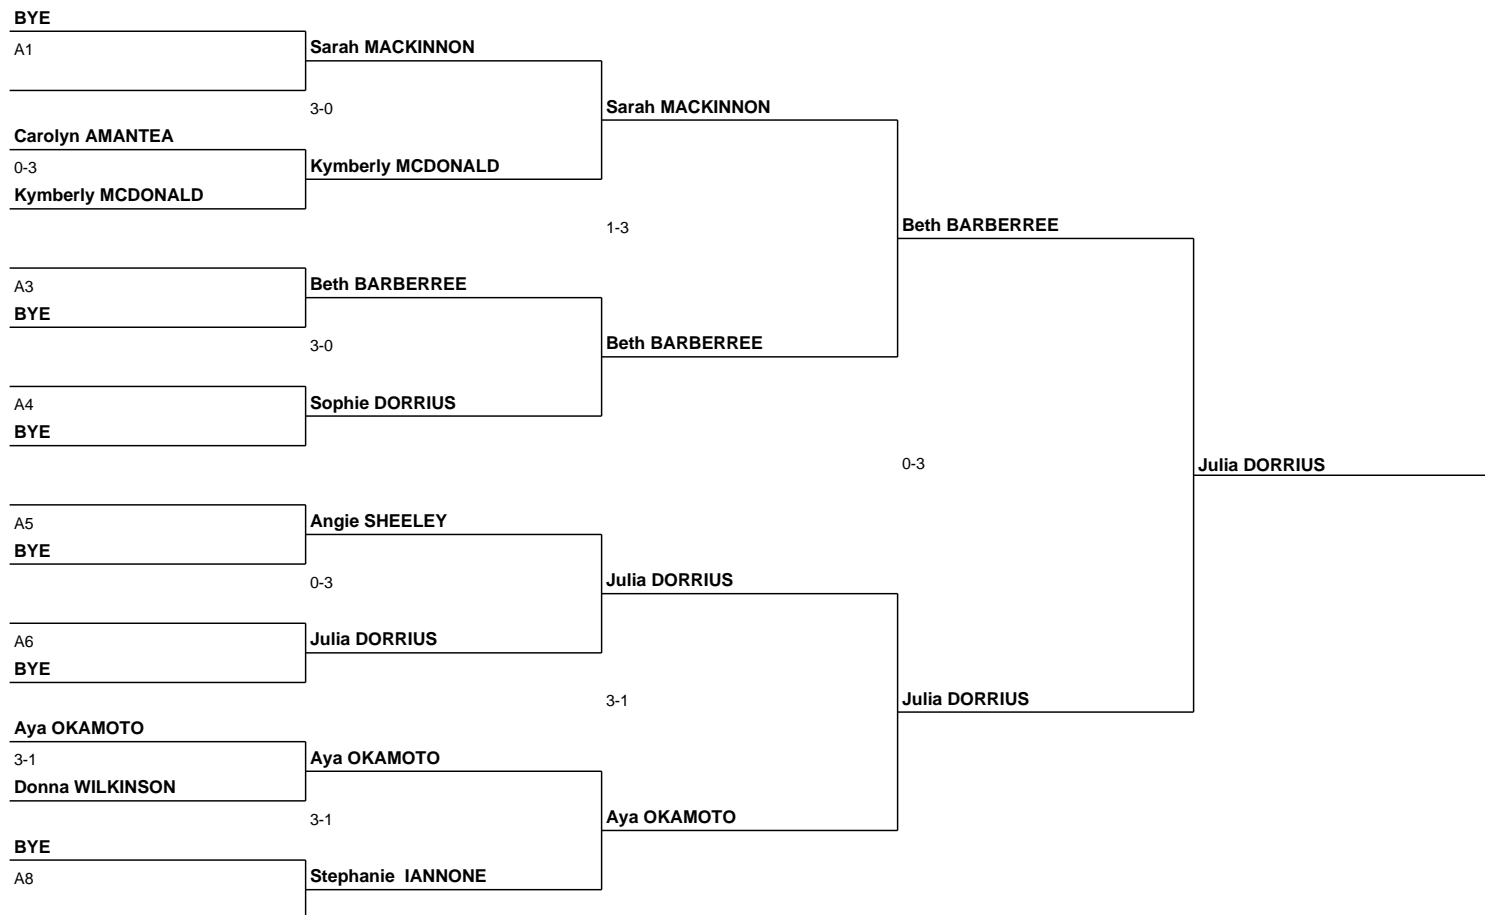 BYE
A1
Sarah MACKINNON
3-0
Sarah MACKINNON
Carolyn AMANTEA
0-3
Kymberly MCDONALD
Kymberly MCDONALD
1-3
Beth BARBERREE
A3
Beth BARBERREE
BYE
3-0
Beth BARBERREE
A4
Sophie DORRIUS
BYE
0-3
Julia DORRIUS
A5
Angie SHEELEY
BYE
0-3
Julia DORRIUS
A6
Julia DORRIUS
BYE
3-1
Julia DORRIUS
Aya OKAMOTO
3-1
Aya OKAMOTO
Donna WILKINSON
3-1
Aya OKAMOTO
BYE
A8
Stephanie  IANNONE